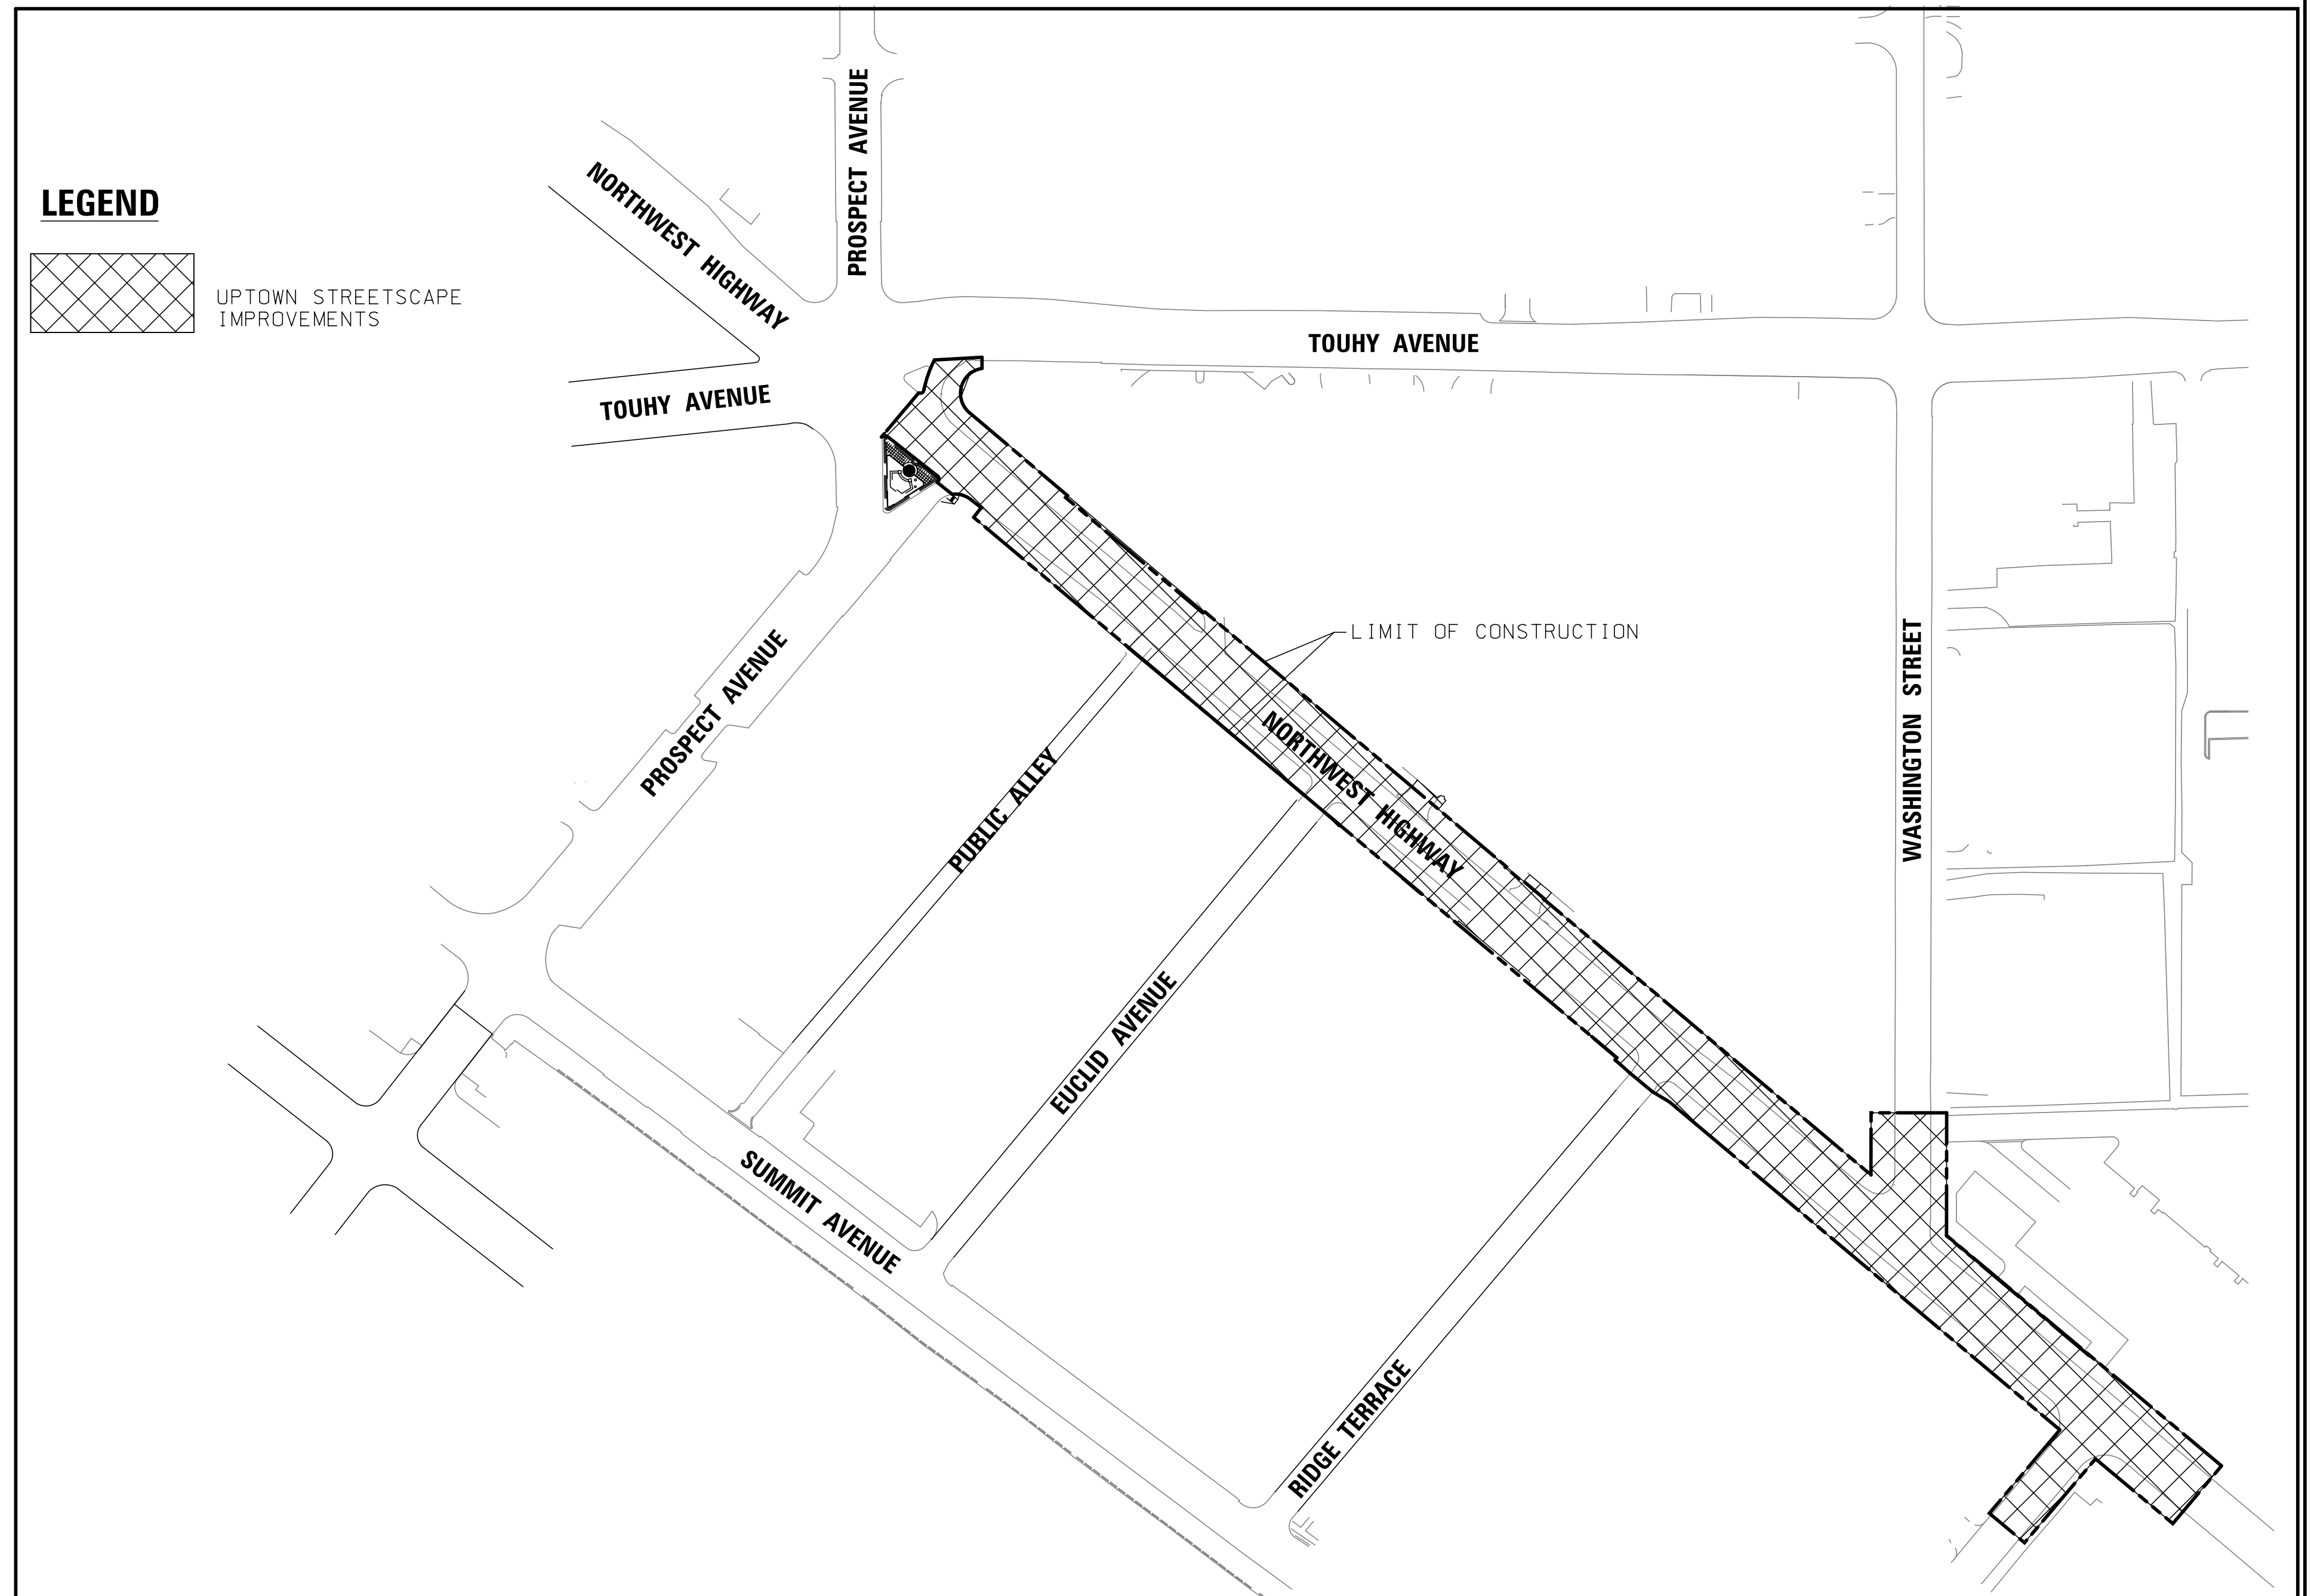 PROSPECT AVENUE
NORTHWEST HIGHWAY
LEGEND
UPTOWN STREETSCAPE
IMPROVEMENTS
TOUHY AVENUE
TOUHY AVENUE
LIMIT OF CONSTRUCTION
PROSPECT AVENUE
WASHINGTON STREET
NORTHWEST HIGHWAY
PUBLIC ALLEY
EUCLID AVENUE
SUMMIT AVENUE
RIDGE TERRACE